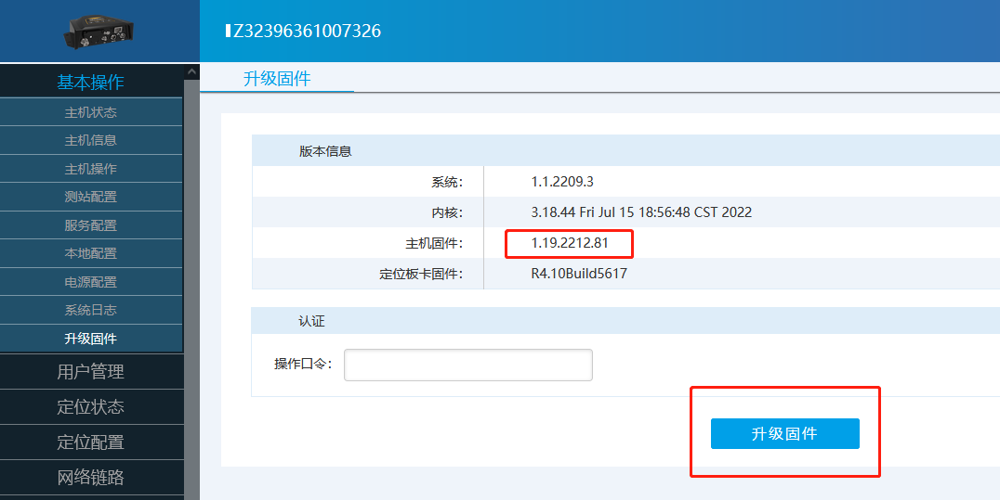 Z32396361007326
基本操作
升级固件
主机状态
主机信息
主机操作
测站配置
服务配置
本地配置
电源配置
系统日志
升级固件
用户管理
定位状态
定位配置
网络链路
版本信息
系统： 1.1.2209.3
内核： 3.18.44 Fri Jul 15 18:56:48 CST 2022
主机固件： 1.19.2212.81
定位板卡固件： R4.10Build5617
认证
操作口令：
升级固件